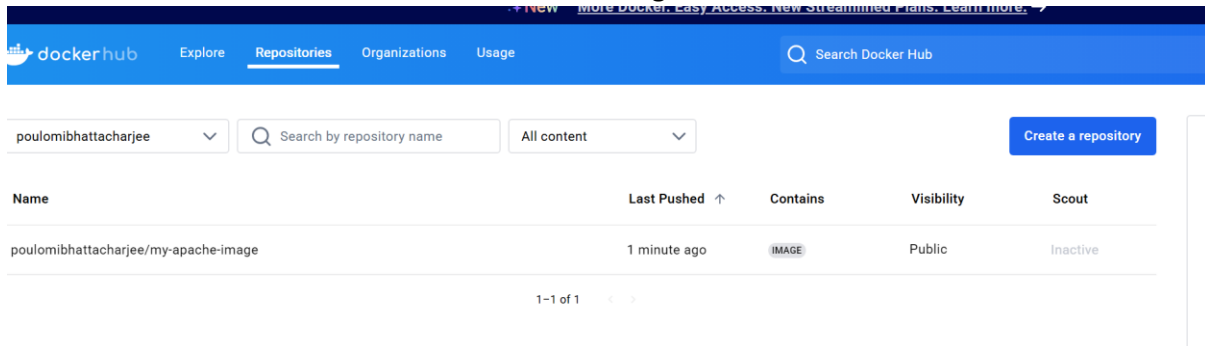 New More Docker. Easy Access. New Streamlined Plans. Learn more. →
dockerhub Explore Repositories Organizations Usage Search Docker Hub
poulomibhattacharjee Search by repository name All content Create a repository
Name Last Pushed ↑ Contains Visibility Scout
poulomibhattacharjee/my-apache-image 1 minute ago IMAGE Public Inactive
1–1 of 1